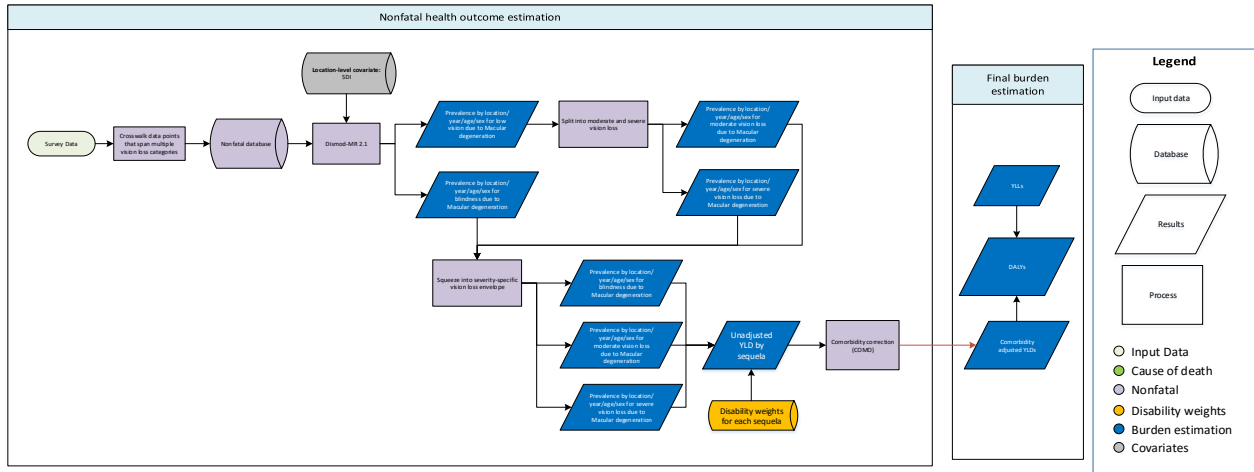 Nonfatal health outcome estimation
Location-level covariate:
SDI
Survey Data
Crosswalk data points
that span multiple
vision loss categories
Nonfatal database
Dismod-MR 2.1
Prevalence by location/
year/age/sex for low
vision due to Macular
degeneration
Split into moderate and severe
vision loss
Prevalence by location/
year/age/sex for
moderate vision loss
due to Macular
degeneration
Prevalence by location/
year/age/sex for
blindness due to
Macular degeneration
Prevalence by location/
year/age/sex for severe
vision loss due to
Macular degeneration
Squeeze into severity-specific
vision loss envelope
Prevalence by location/
year/age/sex for
blindness due to
Macular degeneration
Prevalence by location/
year/age/sex for
moderate vision loss
due to Macular
degeneration
Prevalence by location/
year/age/sex for severe
vision loss due to
Macular degeneration
Unadjusted
YLD by
sequela
Disability weights
for each sequela
Comorbidity correction
(COMO)
Final burden
estimation
YLLs
DALYs
Comorbidity
adjusted YLDs
Legend
Input data
Database
Results
Process
Input Data
Cause of death
Nonfatal
Disability weights
Burden estimation
Covariates